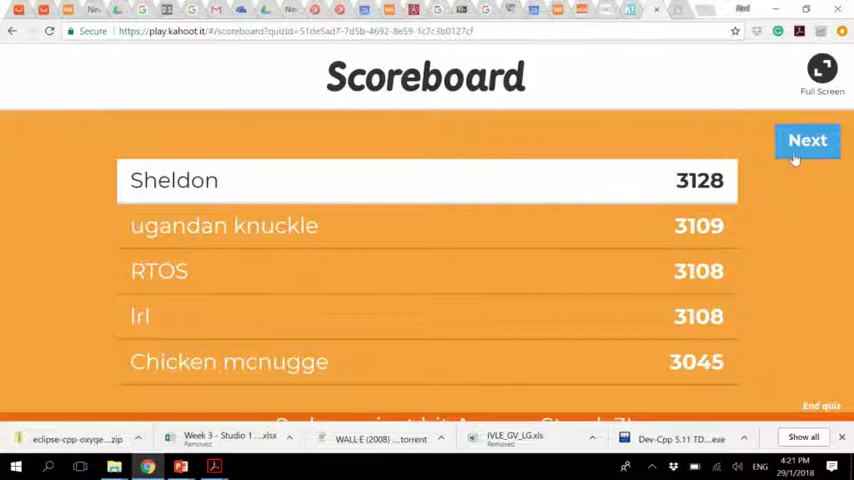 Secure
https://play.kahoot.it/#/scoreboard?quizId=51de5ad7-7d5b-4692-8e59-1c7c3b0127cf
Scoreboard
Full Screen
Next
Sheldon 3128
ugandan knuckle 3109
RTOS 3108
lrl 3108
Chicken mcnugge 3045
End quiz
eclipse-cpp-oxyge....zip
Week 3 - Studio 1 ....xlsx
Removed
WALL·E (2008) ....torrent
IVLE_GV_LG.xls
Removed
Dev-Cpp 5.11 TD....exe
Show all
ENG
4:21 PM
29/1/2018